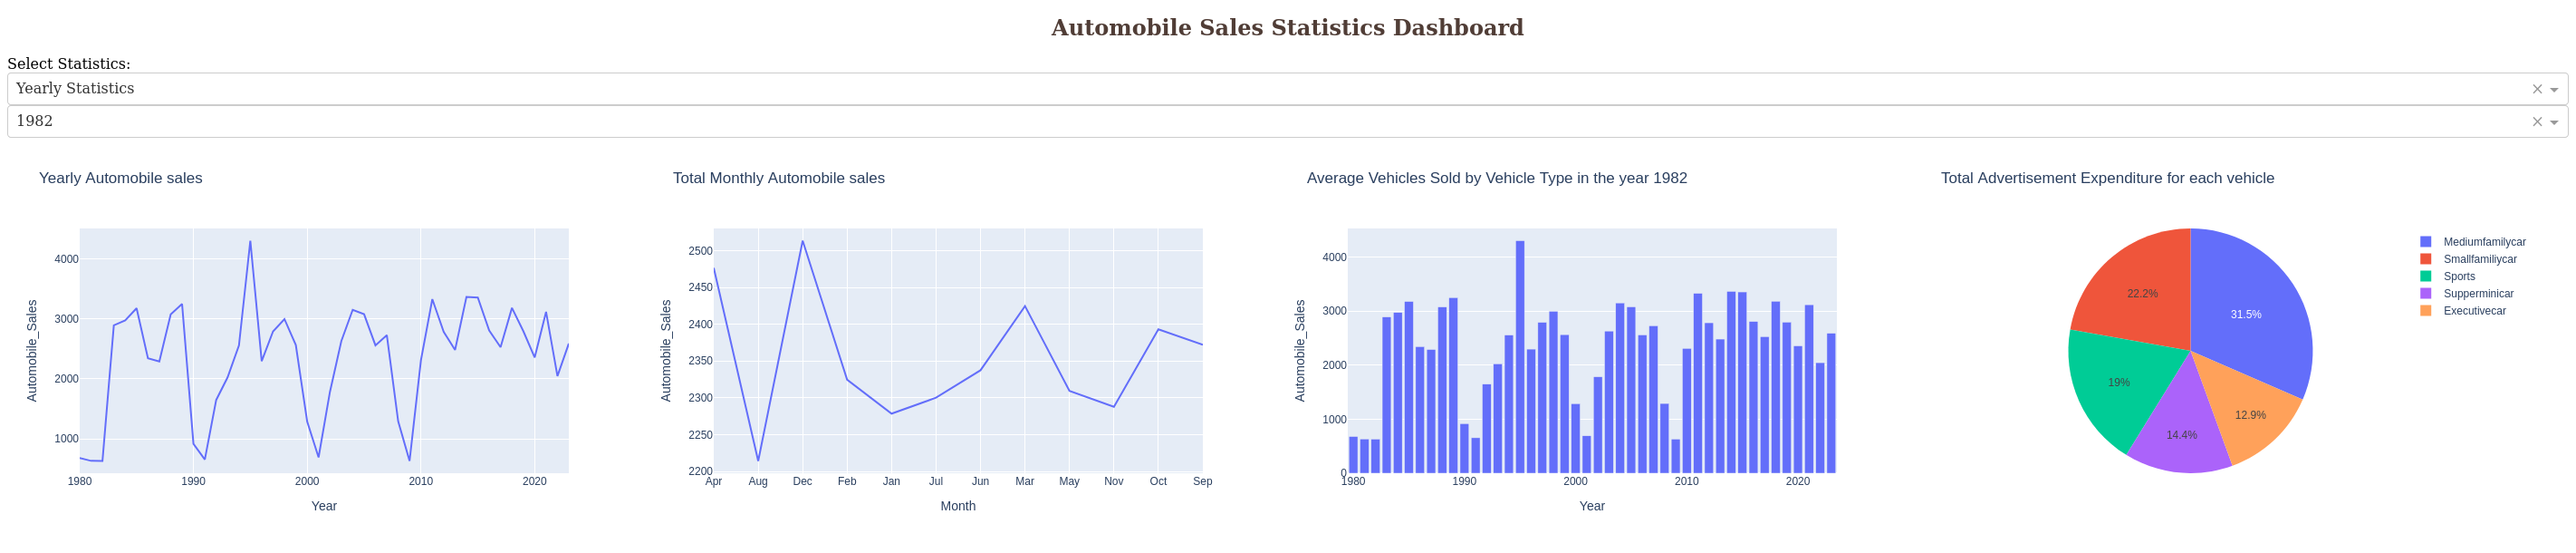 Automobile Sales Statistics Dashboard
Select Statistics:
Yearly Statistics
1982
Yearly Automobile sales
4000
3000
2000
1000
Automobile_Sales
1980 1990 2000 2010 2020
Year
Total Monthly Automobile sales
2500
2450
2400
2350
2300
2250
2200
Automobile_Sales
Apr Aug Dec Feb Jan Jul Jun Mar May Nov Oct Sep
Month
Average Vehicles Sold by Vehicle Type in the year 1982
4000
3000
2000
1000
0
Automobile_Sales
1980 1990 2000 2010 2020
Year
Total Advertisement Expenditure for each vehicle
31.5%
22.2%
19%
14.4%
12.9%
Mediumfamilycar
Smallfamiliycar
Sports
Supperminicar
Executivecar